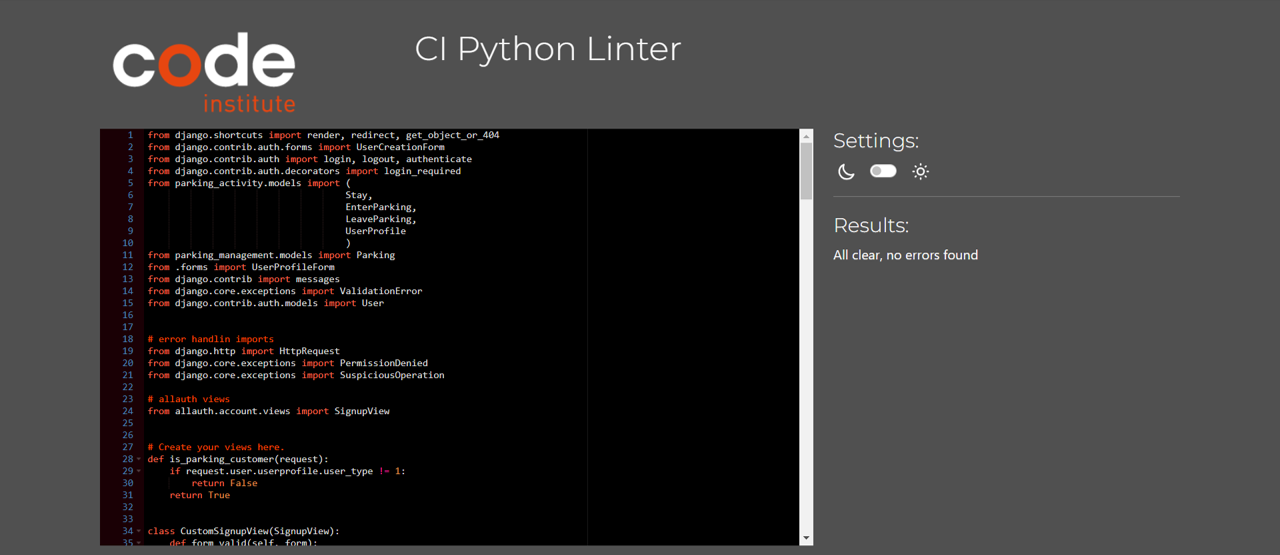 code
institute
CI Python Linter
1 from django.shortcuts import render, redirect, get_object_or_404
2 from django.contrib.auth.forms import UserCreationForm
3 from django.contrib.auth import login, logout, authenticate
4 from django.contrib.auth.decorators import login_required
5 from parking_activity.models import (
6 Stay,
7 EnterParking,
8 LeaveParking,
9 UserProfile
10 )
11 from parking_management.models import Parking
12 from .forms import UserProfileForm
13 from django.contrib import messages
14 from django.core.exceptions import ValidationError
15 from django.contrib.auth.models import User
16
17
18 # error handlin imports
19 from django.http import HttpRequest
20 from django.core.exceptions import PermissionDenied
21 from django.core.exceptions import SuspiciousOperation
22
23 # allauth views
24 from allauth.account.views import SignupView
25
26
27 # Create your views here.
28 def is_parking_customer(request):
29 if request.user.userprofile.user_type != 1:
30 return False
31 return True
32
33
34 class CustomSignupView(SignupView):
35 def form_valid(self, form):
Settings:
Results:
All clear, no errors found